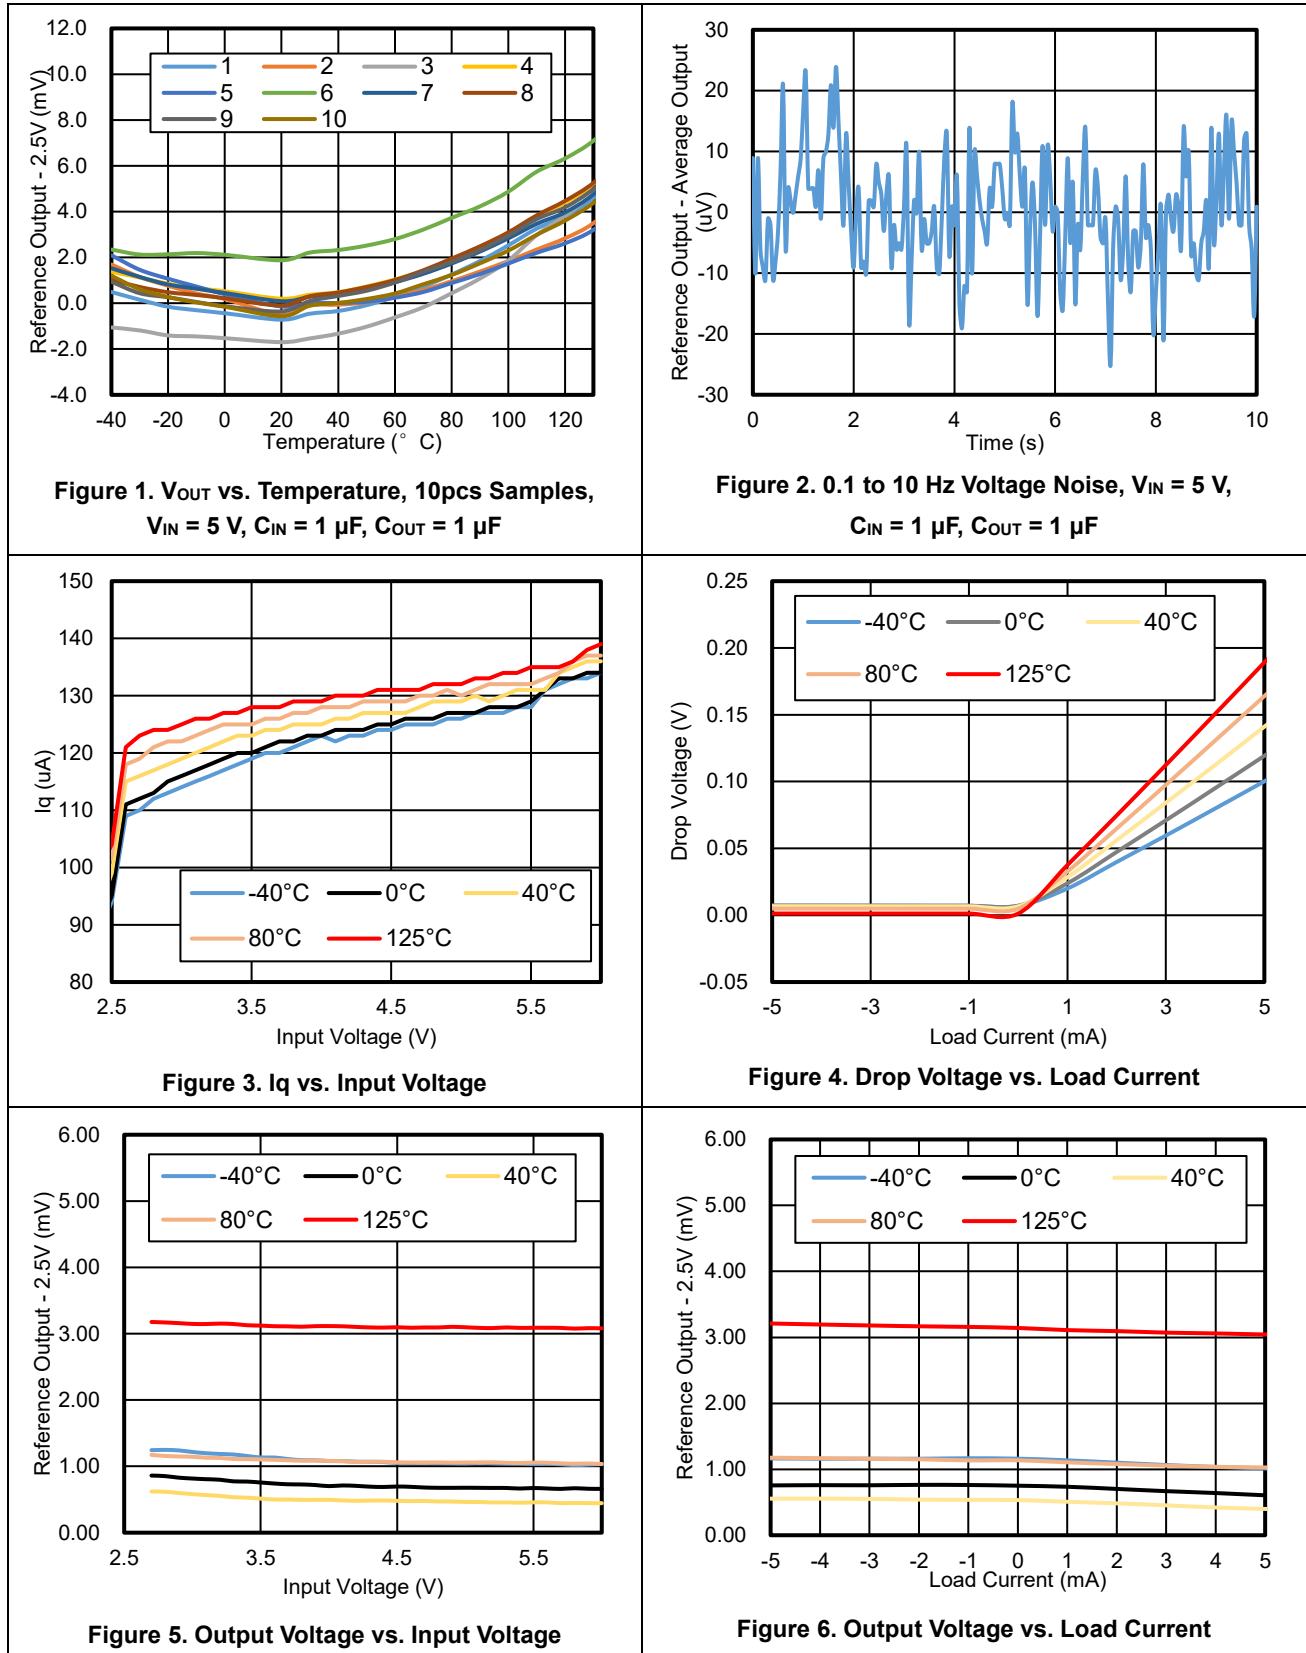 12.0
10.0
8.0
6.0
4.0
2.0
0.0
-2.0
-4.0
Reference Output - 2.5V (mV)
1 2 3 4
5 6 7 8
9 10
-40 -20 0 20 40 60 80 100 120
Temperature (° C)
Figure 1. VOUT vs. Temperature, 10pcs Samples,
VIN = 5 V, CIN = 1 µF, COUT = 1 µF
30
20
10
0
-10
-20
-30
Reference Output - Average Output
(uV)
0 2 4 6 8 10
Time (s)
Figure 2. 0.1 to 10 Hz Voltage Noise, VIN = 5 V,
CIN = 1 µF, COUT = 1 µF
150
140
130
120
110
100
90
80
Iq (uA)
-40°C 0°C 40°C
80°C 125°C
2.5 3.5 4.5 5.5
Input Voltage (V)
Figure 3. Iq vs. Input Voltage
0.25
0.20
0.15
0.10
0.05
0.00
-0.05
Drop Voltage (V)
-40°C 0°C 40°C
80°C 125°C
-5 -3 -1 1 3 5
Load Current (mA)
Figure 4. Drop Voltage vs. Load Current
6.00
5.00
4.00
3.00
2.00
1.00
0.00
Reference Output - 2.5V (mV)
-40°C 0°C 40°C
80°C 125°C
2.5 3.5 4.5 5.5
Input Voltage (V)
Figure 5. Output Voltage vs. Input Voltage
6.00
5.00
4.00
3.00
2.00
1.00
0.00
Reference Output - 2.5V (mV)
-40°C 0°C 40°C
80°C 125°C
-5 -4 -3 -2 -1 0 1 2 3 4 5
Load Current (mA)
Figure 6. Output Voltage vs. Load Current